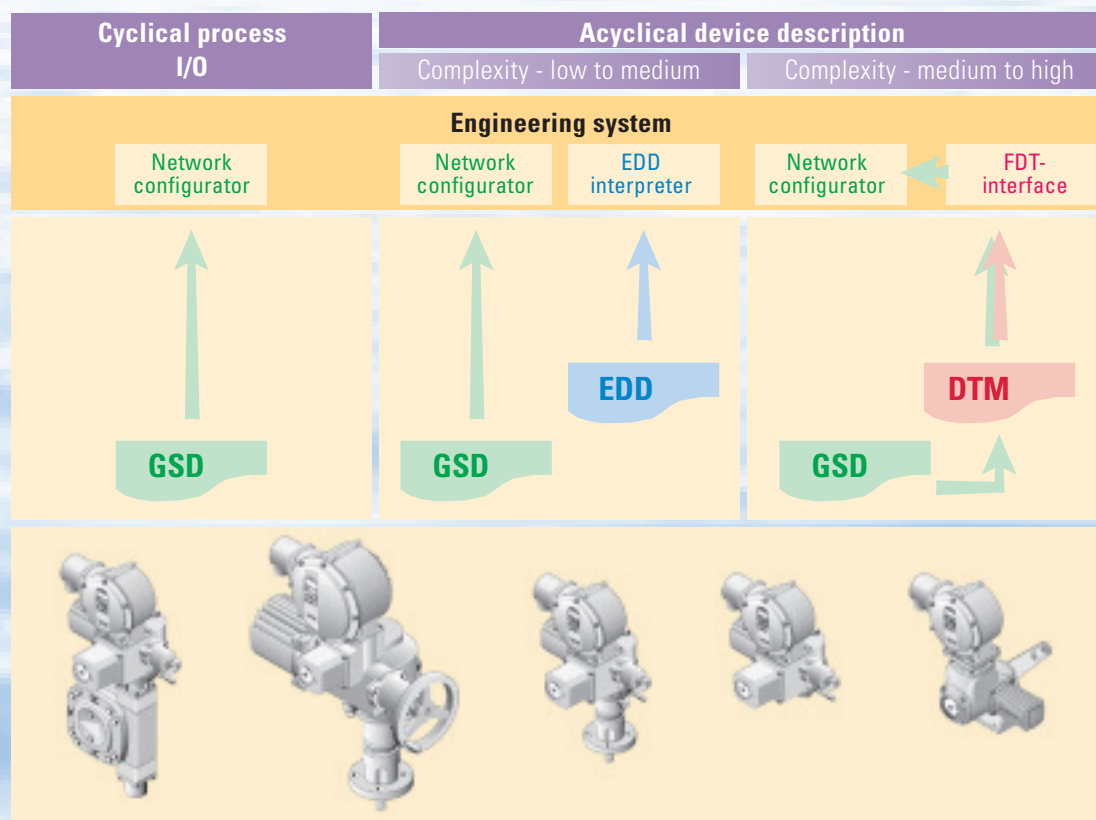 Cyclical process
I/O
Acyclical device description
Complexity - low to medium
Complexity - medium to high
Engineering system
Network
configurator
Network
configurator
EDD
interpreter
Network
configurator
FDT-
interface
EDD
DTM
GSD
GSD
GSD